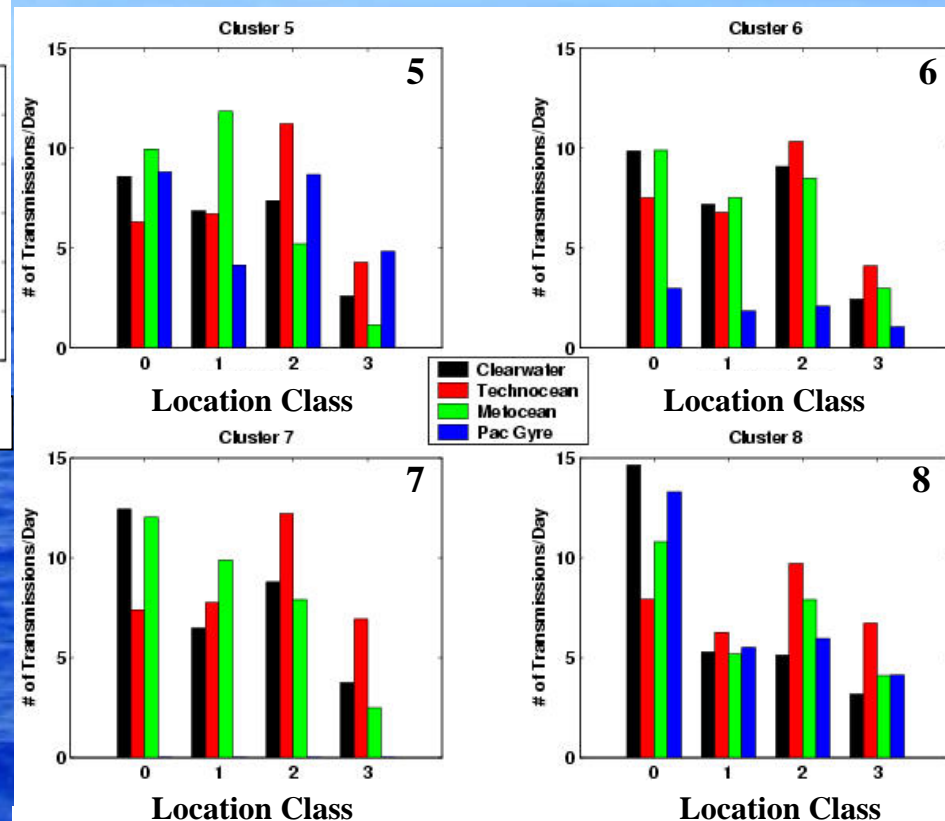 Cluster 5
5
15
10
5
0
# of Transmissions/Day
0 1 2 3
Location Class
Cluster 6
6
15
10
5
0
# of Transmissions/Day
0 1 2 3
Location Class
Clearwater
Technocean
Metocean
Pac Gyre
Cluster 7
7
15
10
5
0
# of Transmissions/Day
0 1 2 3
Location Class
Cluster 8
8
15
10
5
0
# of Transmissions/Day
0 1 2 3
Location Class